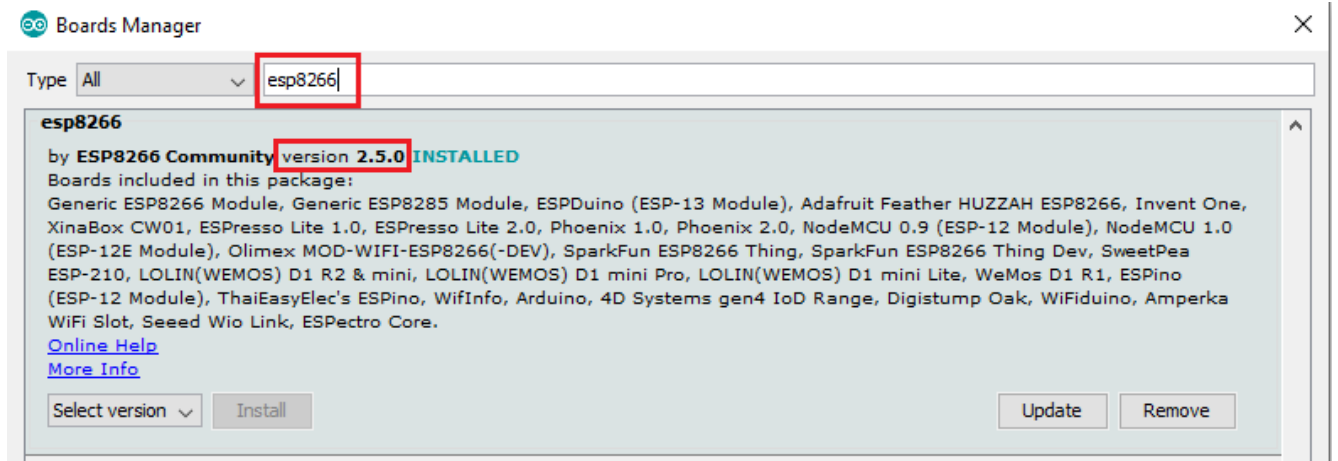 Boards Manager
Type All esp8266
esp8266
by ESP8266 Community version 2.5.0 INSTALLED
Boards included in this package:
Generic ESP8266 Module, Generic ESP8285 Module, ESPDuino (ESP-13 Module), Adafruit Feather HUZZAH ESP8266, Invent One,
XinaBox CW01, ESPresso Lite 1.0, ESPresso Lite 2.0, Phoenix 1.0, Phoenix 2.0, NodeMCU 0.9 (ESP-12 Module), NodeMCU 1.0
(ESP-12E Module), Olimex MOD-WIFI-ESP8266(-DEV), SparkFun ESP8266 Thing, SparkFun ESP8266 Thing Dev, SweetPea
ESP-210, LOLIN(WEMOS) D1 R2 & mini, LOLIN(WEMOS) D1 mini Pro, LOLIN(WEMOS) D1 mini Lite, WeMos D1 R1, ESPino
(ESP-12 Module), ThaiEasyElec's ESPino, WifInfo, Arduino, 4D Systems gen4 IoD Range, Digistump Oak, WiFiduino, Amperka
WiFi Slot, Seeed Wio Link, ESPectro Core.
Online Help
More Info
Select version Install Update Remove